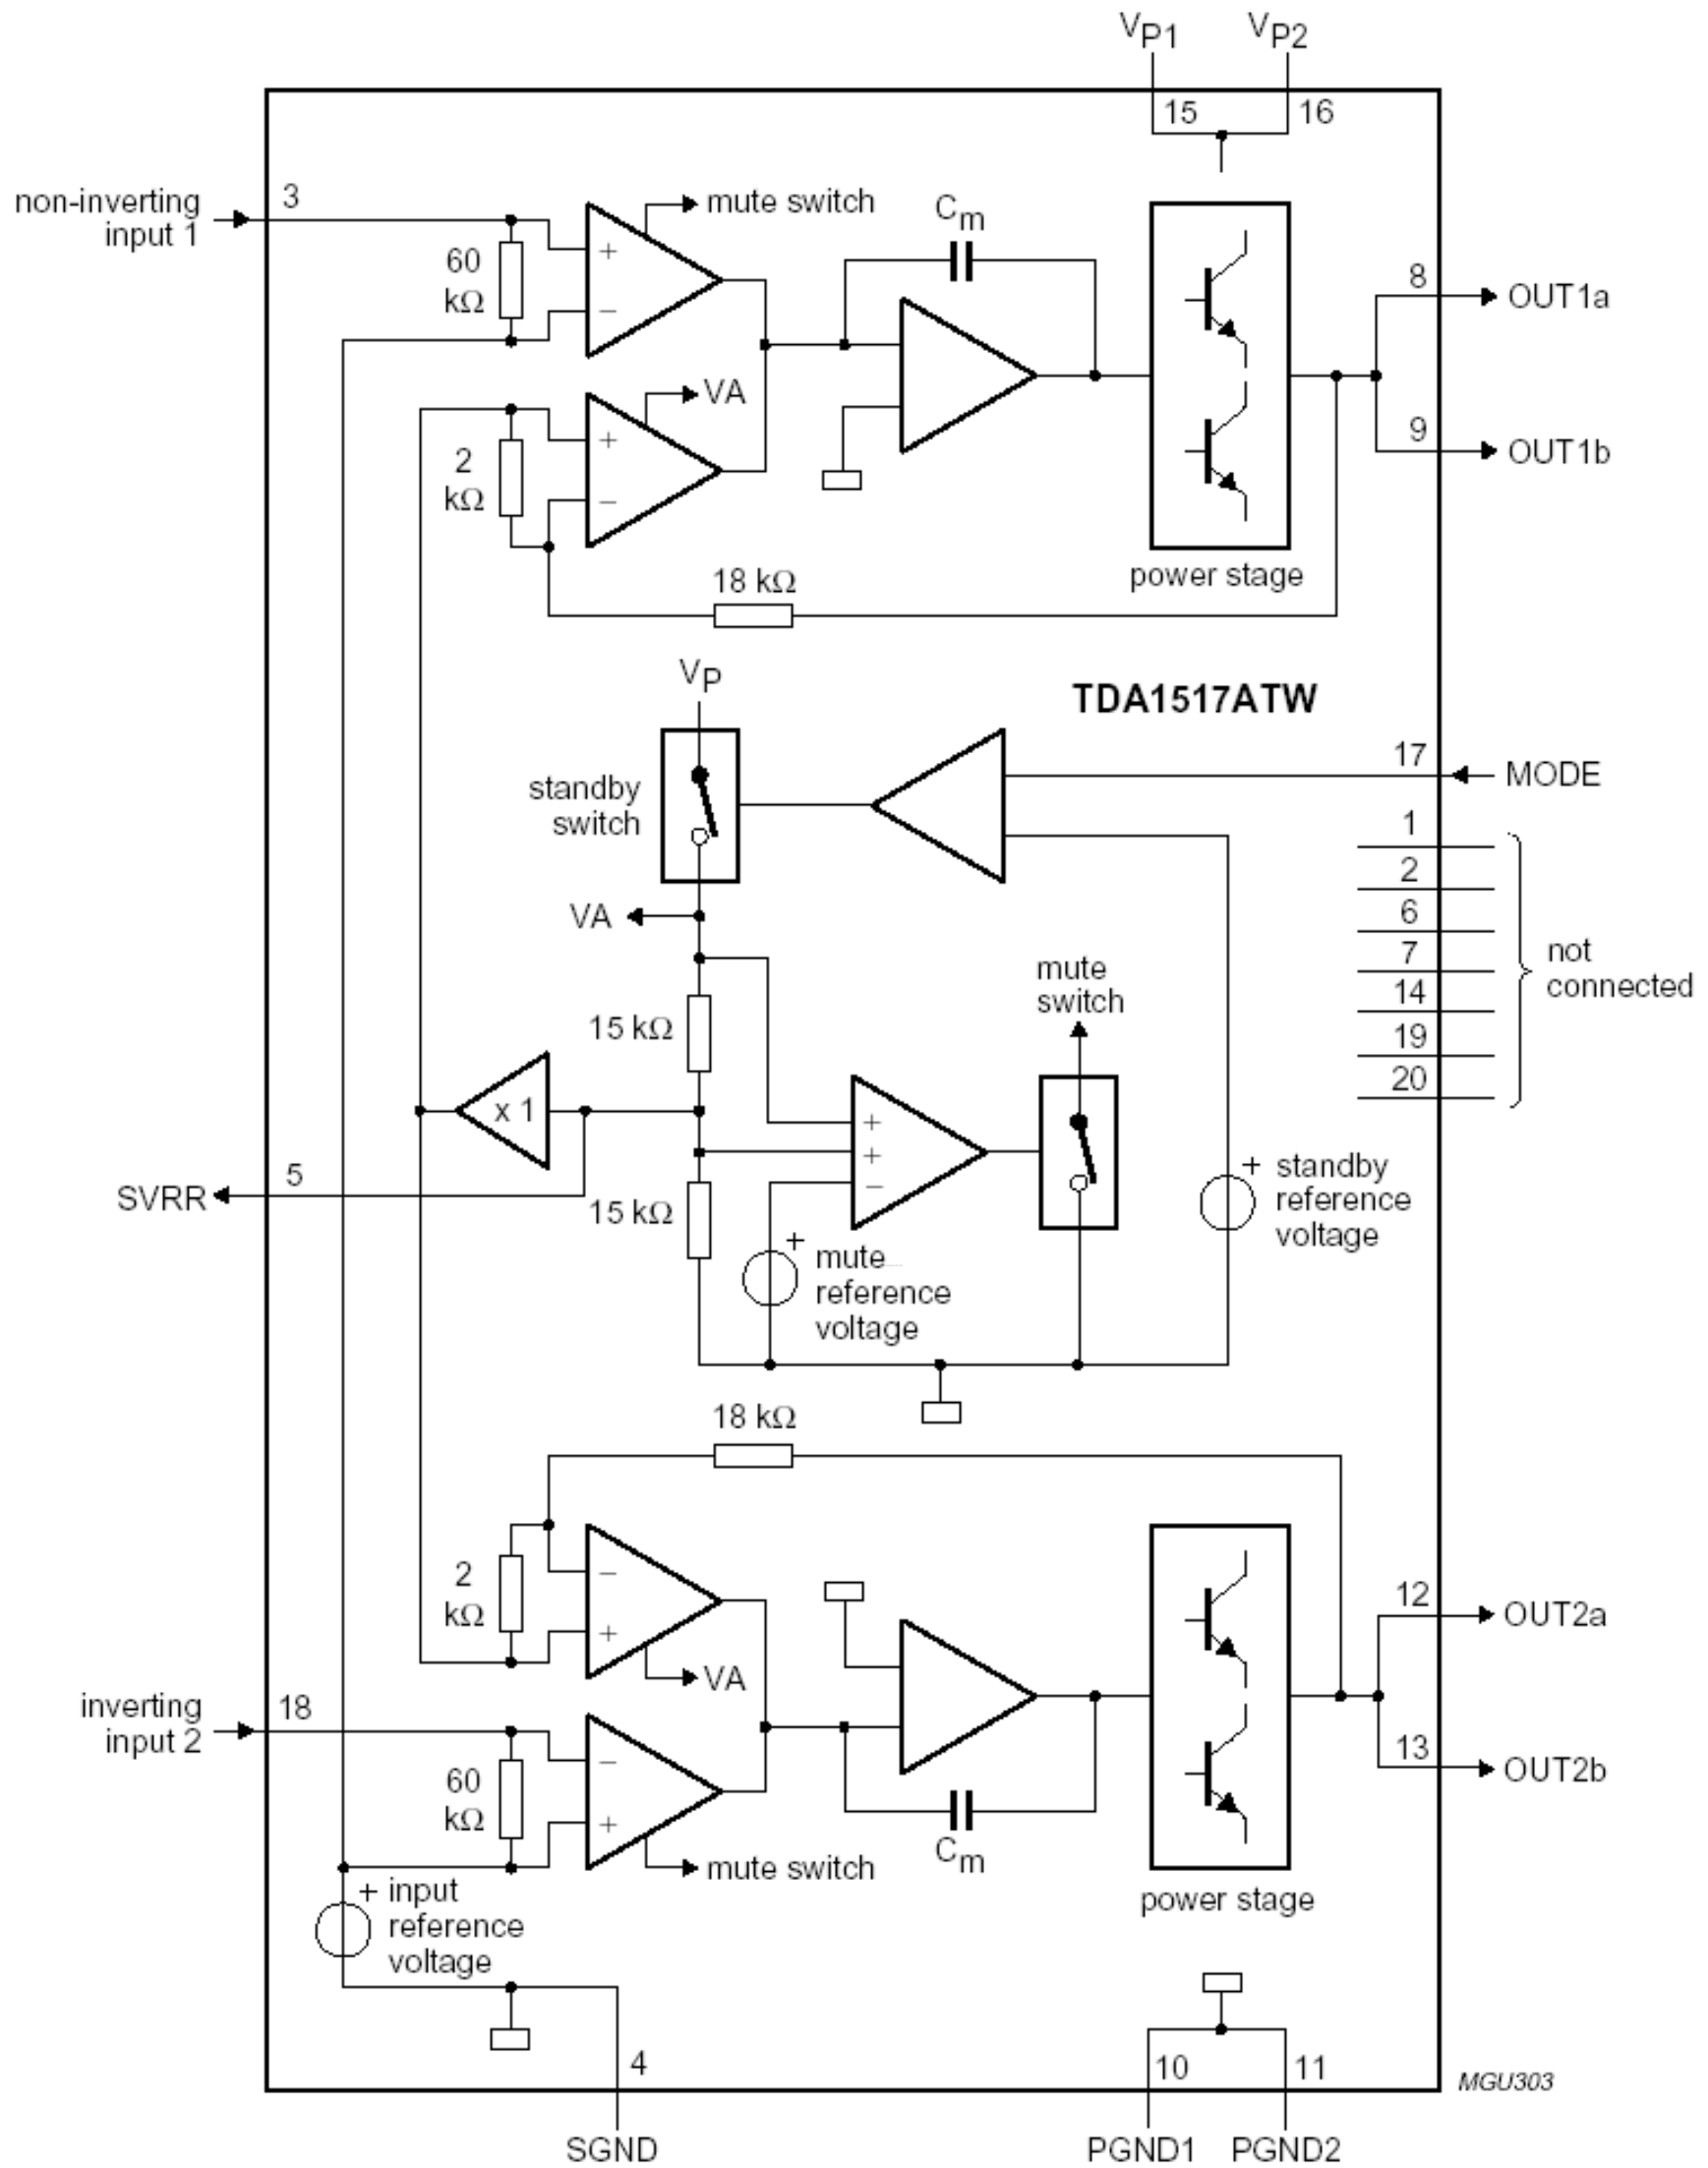 VP1 VP2
15 16
non-inverting
input 1
3
mute switch
Cm
60
kΩ
+
−
8
OUT1a
VA
2
kΩ
+
−
9
OUT1b
18 kΩ
power stage
VP
TDA1517ATW
standby
switch
17
MODE
1
2
6
7
14
19
20
not
connected
VA
mute
switch
15 kΩ
x 1
+
+
−
5
SVRR
15 kΩ
+
mute
reference
voltage
+
standby
reference
voltage
18 kΩ
2
kΩ
−
+
VA
12
OUT2a
inverting
input 2
18
60
kΩ
−
+
13
OUT2b
mute switch
Cm
power stage
+ input
reference
voltage
4
10 11
MGU303
SGND
PGND1 PGND2